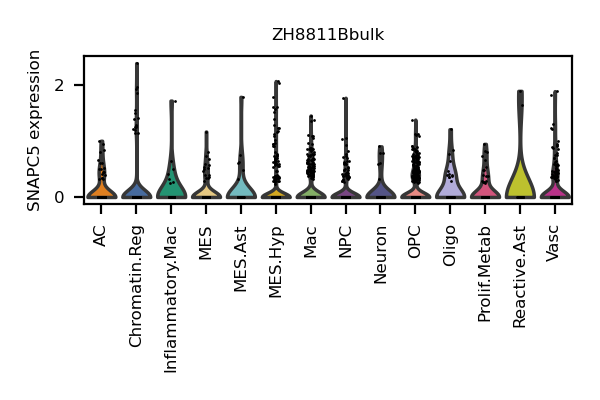 ZH8811Bbulk
SNAPC5 expression
2
0
AC
Chromatin.Reg
Inflammatory.Mac
MES
MES.Ast
MES.Hyp
Mac
NPC
Neuron
OPC
Oligo
Prolif.Metab
Reactive.Ast
Vasc